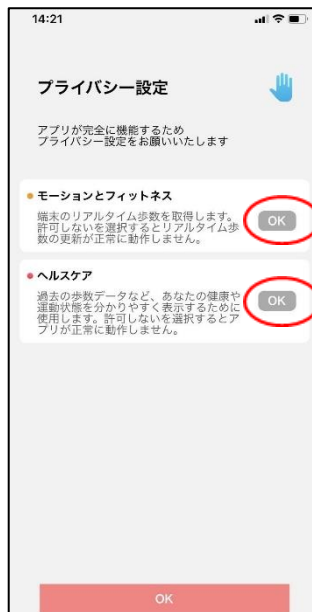 14:21
プライバシー設定
アプリが完全に機能するため
プライバシー設定をお願いいたします
モーションとフィットネス
端末のリアルタイム歩数を取得します。
許可しないを選択するとリアルタイム歩
数の更新が正常に動作しません。
OK
ヘルスケア
過去の歩数データなど、あなたの健康や
運動状態を分かりやすく表示するために
使用します。許可しないを選択するとア
プリが正常に動作しません。
OK
OK